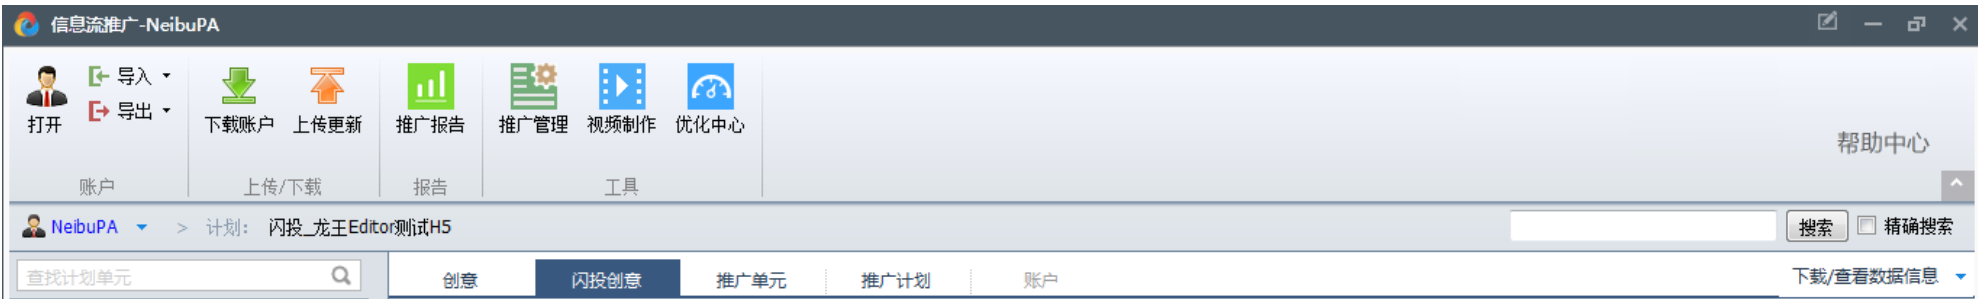 信息流推广-NeibuPA
打开
导入
导出
账户
下载账户
上传更新
上传/下载
推广报告
报告
推广管理
视频制作
优化中心
工具
帮助中心
NeibuPA > 计划: 闪投_龙王Editor测试H5
搜索
精确搜索
查找计划单元
创意
闪投创意
推广单元
推广计划
账户
下载/查看数据信息